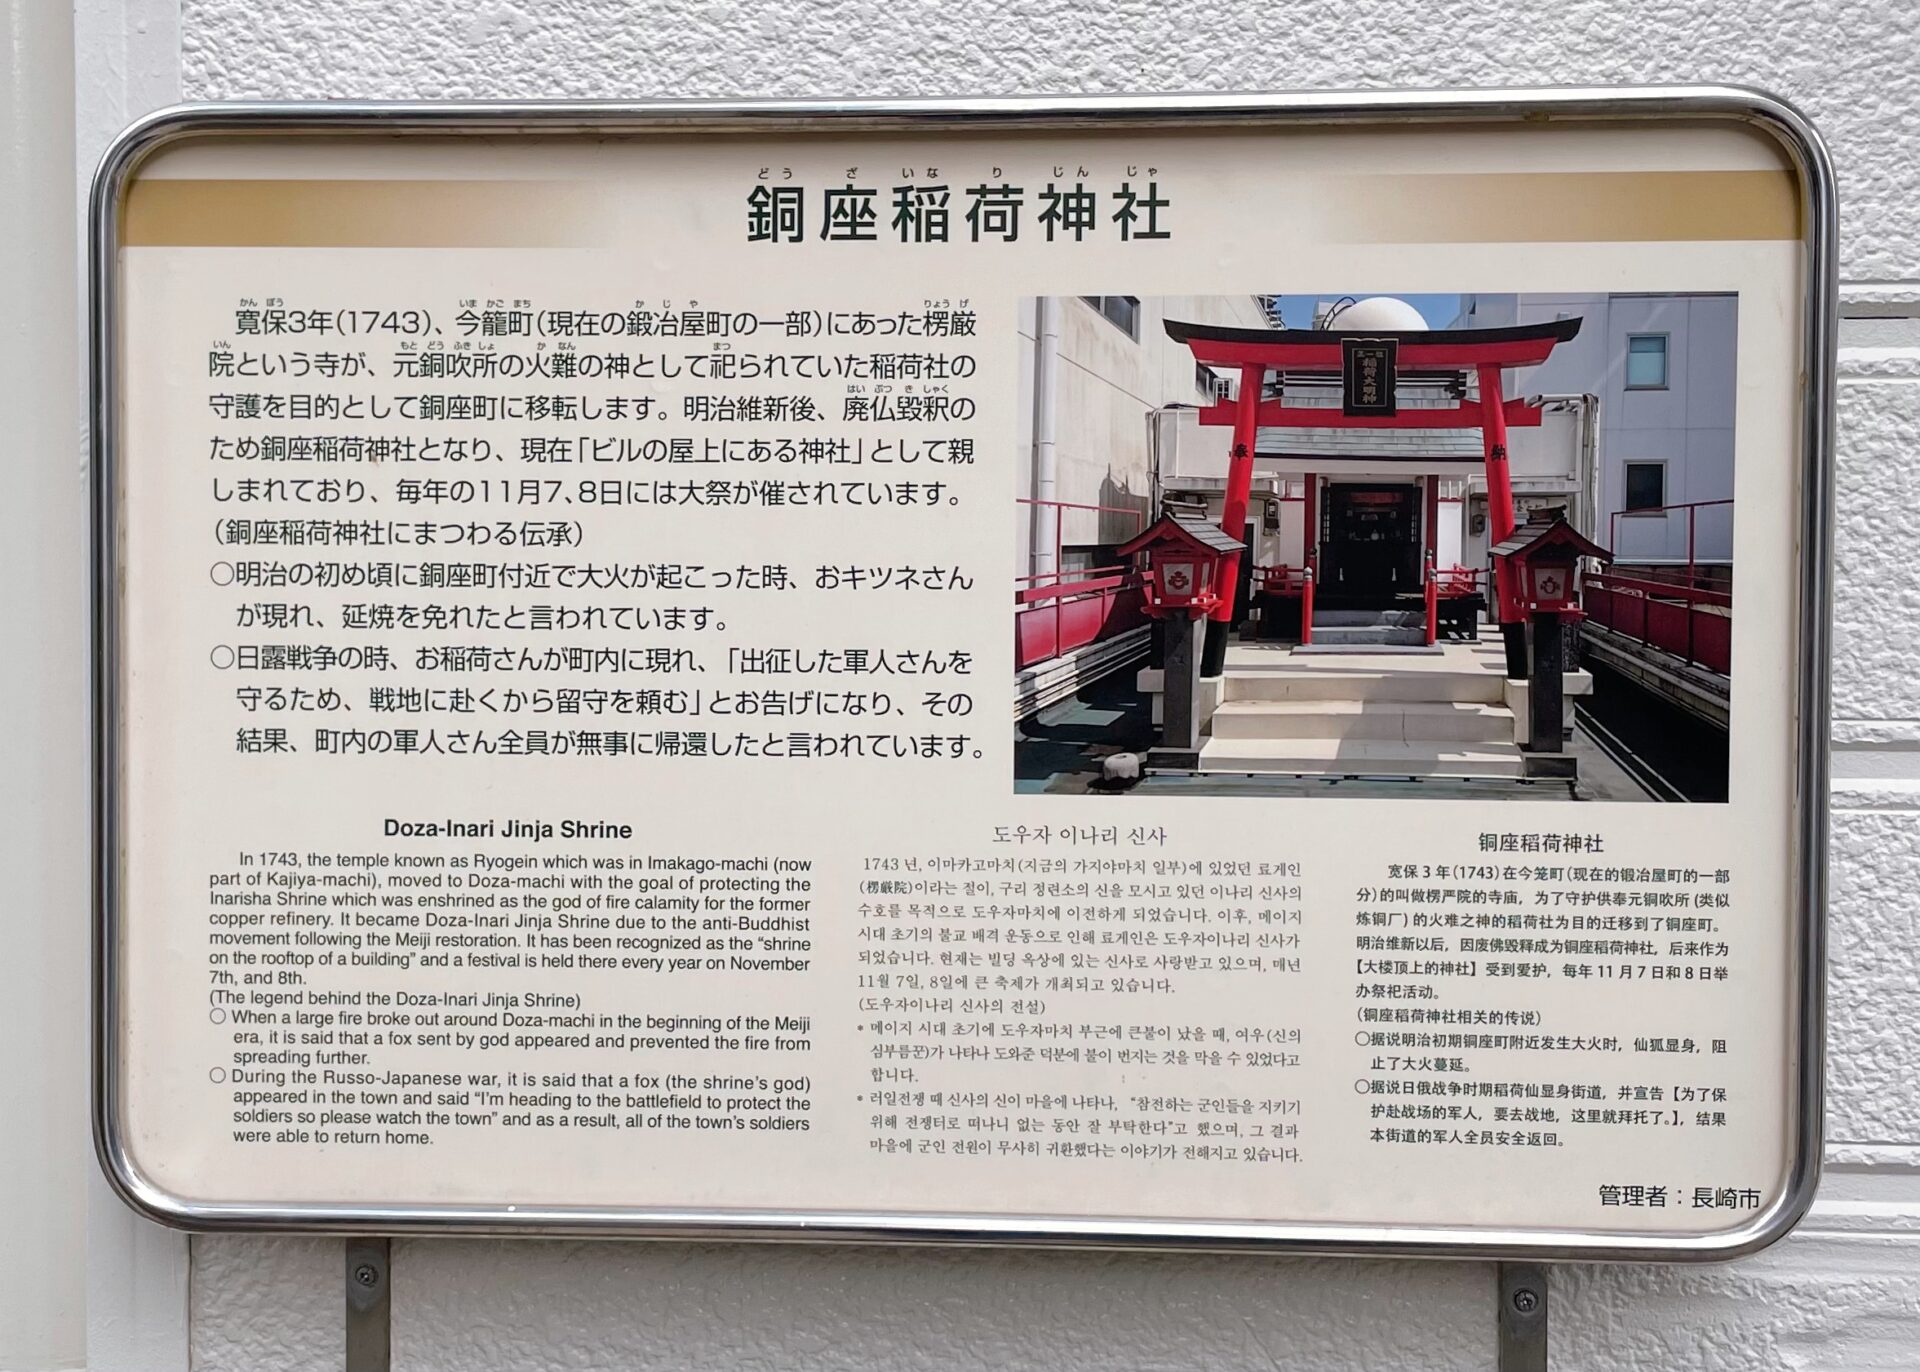 どうざいなりじんじゃ
銅座稲荷神社
かんぽう いまかごまち かじや りょうげ
寛保3年(1743)、今籠町(現在の鍛冶屋町の一部)にあった楞厳
いん もとどうふきしょ かなん まつ
院という寺が、元銅吹所の火難の神として祀られていた稲荷社の
はいぶつきしゃく
守護を目的として銅座町に移転します。明治維新後、廃仏毀釈の
ため銅座稲荷神社となり、現在「ビルの屋上にある神社」として親
しまれており、毎年の11月7、8日には大祭が催されています。
(銅座稲荷神社にまつわる伝承)
○明治の初め頃に銅座町付近で大火が起こった時、おキツネさん
が現れ、延焼を免れたと言われています。
○日露戦争の時、お稲荷さんが町内に現れ、「出征した軍人さんを
守るため、戦地に赴くから留守を頼む」とお告げになり、その
結果、町内の軍人さん全員が無事に帰還したと言われています。
正一位
稲荷大明神
奉
納
Doza-Inari Jinja Shrine
In 1743, the temple known as Ryogein which was in Imakago-machi (now
part of Kajiya-machi), moved to Doza-machi with the goal of protecting the
Inarisha Shrine which was enshrined as the god of fire calamity for the former
copper refinery. It became Doza-Inari Jinja Shrine due to the anti-Buddhist
movement following the Meiji restoration. It has been recognized as the “shrine
on the rooftop of a building” and a festival is held there every year on November
7th, and 8th.
(The legend behind the Doza-Inari Jinja Shrine)
○ When a large fire broke out around Doza-machi in the beginning of the Meiji
era, it is said that a fox sent by god appeared and prevented the fire from
spreading further.
○ During the Russo-Japanese war, it is said that a fox (the shrine's god)
appeared in the town and said “I'm heading to the battlefield to protect the
soldiers so please watch the town” and as a result, all of the town's soldiers
were able to return home.
도우자 이나리 신사
1743 년, 이마카고마치(지금의 가지야마치 일부)에 있었던 료게인
(楞厳院)이라는 절이, 구리 정련소의 신을 모시고 있던 이나리 신사의
수호를 목적으로 도우자마치에 이전하게 되었습니다. 이후, 메이지
시대 초기의 불교 배격 운동으로 인해 료게인은 도우자이나리 신사가
되었습니다. 현재는 빌딩 옥상에 있는 신사로 사랑받고 있으며, 매년
11월 7일, 8일에 큰 축제가 개최되고 있습니다.
(도우자이나리 신사의 전설)
* 메이지 시대 초기에 도우자마치 부근에 큰불이 났을 때, 여우(신의
심부름꾼)가 나타나 도와준 덕분에 불이 번지는 것을 막을 수 있었다고
합니다.
* 러일전쟁 때 신사의 신이 마을에 나타나, “참전하는 군인들을 지키기
위해 전쟁터로 떠나니 없는 동안 잘 부탁한다”고 했으며, 그 결과
마을에 군인 전원이 무사히 귀환했다는 이야기가 전해지고 있습니다.
铜座稻荷神社
宽保 3 年(1743)在今笼町(现在的锻冶屋町的一部
分)的叫做楞严院的寺庙，为了守护供奉元铜吹所(类似
炼铜厂)的火难之神的稻荷社为目的迁移到了铜座町。
明治维新以后，因废佛毁释成为铜座稻荷神社，后来作为
【大楼顶上的神社】受到爱护，每年 11 月 7 日和 8 日举
办祭祀活动。
(铜座稻荷神社相关的传说)
○据说明治初期铜座町附近发生大火时，仙狐显身，阻
止了大火蔓延。
○据说日俄战争时期稻荷仙显身街道，并宣告【为了保
护赴战场的军人，要去战地，这里就拜托了。】，结果
本街道的军人全员安全返回。
管理者：長崎市